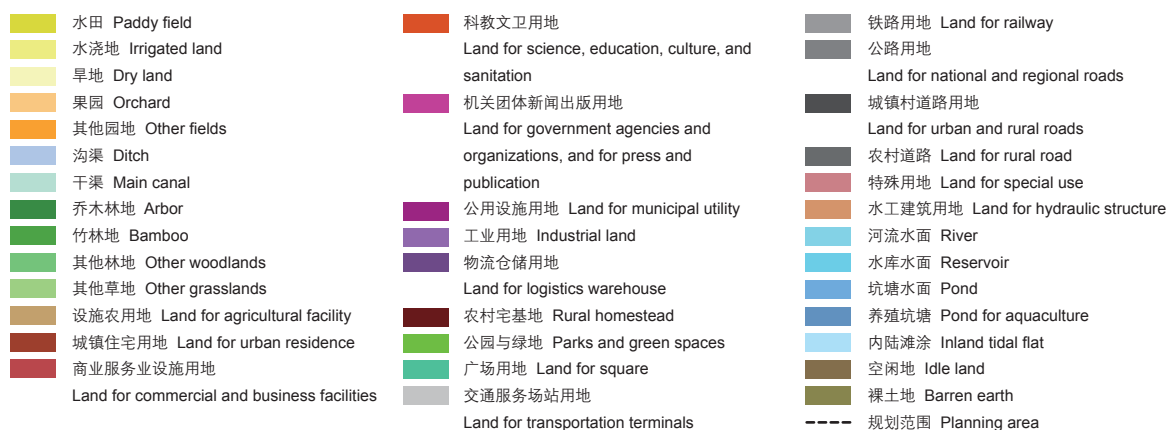 水田 Paddy field
水浇地 Irrigated land
旱地 Dry land
果园 Orchard
其他园地 Other fields
沟渠 Ditch
干渠 Main canal
乔木林地 Arbor
竹林地 Bamboo
其他林地 Other woodlands
其他草地 Other grasslands
设施农用地 Land for agricultural facility
城镇住宅用地 Land for urban residence
商业服务业设施用地
Land for commercial and business facilities
科教文卫用地
Land for science, education, culture, and
sanitation
机关团体新闻出版用地
Land for government agencies and
organizations, and for press and
publication
公用设施用地 Land for municipal utility
工业用地 Industrial land
物流仓储用地
Land for logistics warehouse
农村宅基地 Rural homestead
公园与绿地 Parks and green spaces
广场用地 Land for square
交通服务场站用地
Land for transportation terminals
铁路用地 Land for railway
公路用地
Land for national and regional roads
城镇村道路用地
Land for urban and rural roads
农村道路 Land for rural road
特殊用地 Land for special use
水工建筑用地 Land for hydraulic structure
河流水面 River
水库水面 Reservoir
坑塘水面 Pond
养殖坑塘 Pond for aquaculture
内陆滩涂 Inland tidal flat
空闲地 Idle land
裸土地 Barren earth
规划范围 Planning area